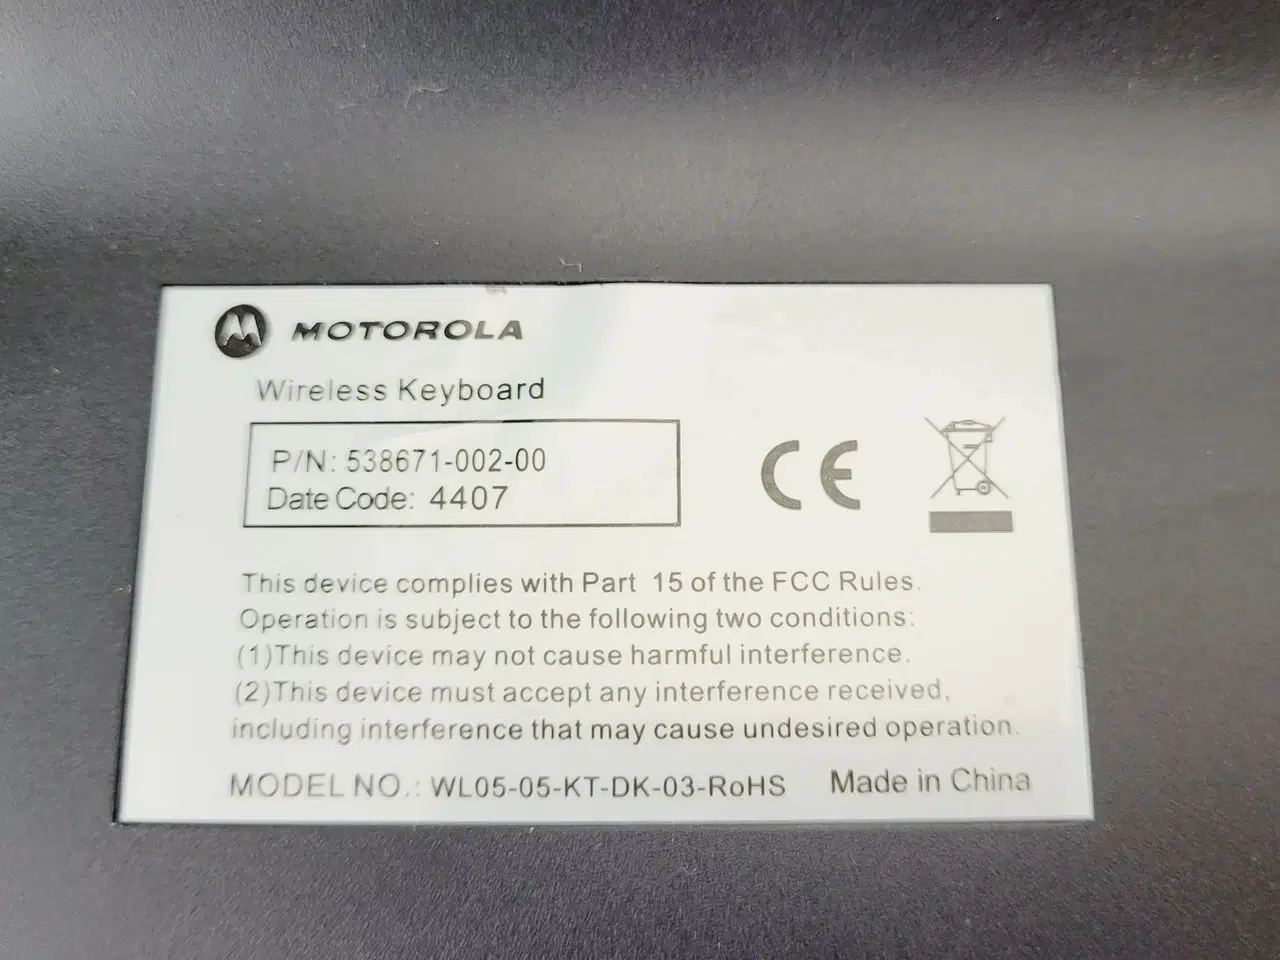 MOTOROLA
Wireless Keyboard
P/N: 538671-002-00
Date Code: 4407
CE
This device complies with Part 15 of the FCC Rules.
Operation is subject to the following two conditions:
(1)This device may not cause harmful interference.
(2)This device must accept any interference received,
including interference that may cause undesired operation.
MODEL NO.: WL05-05-KT-DK-03-RoHS Made in China